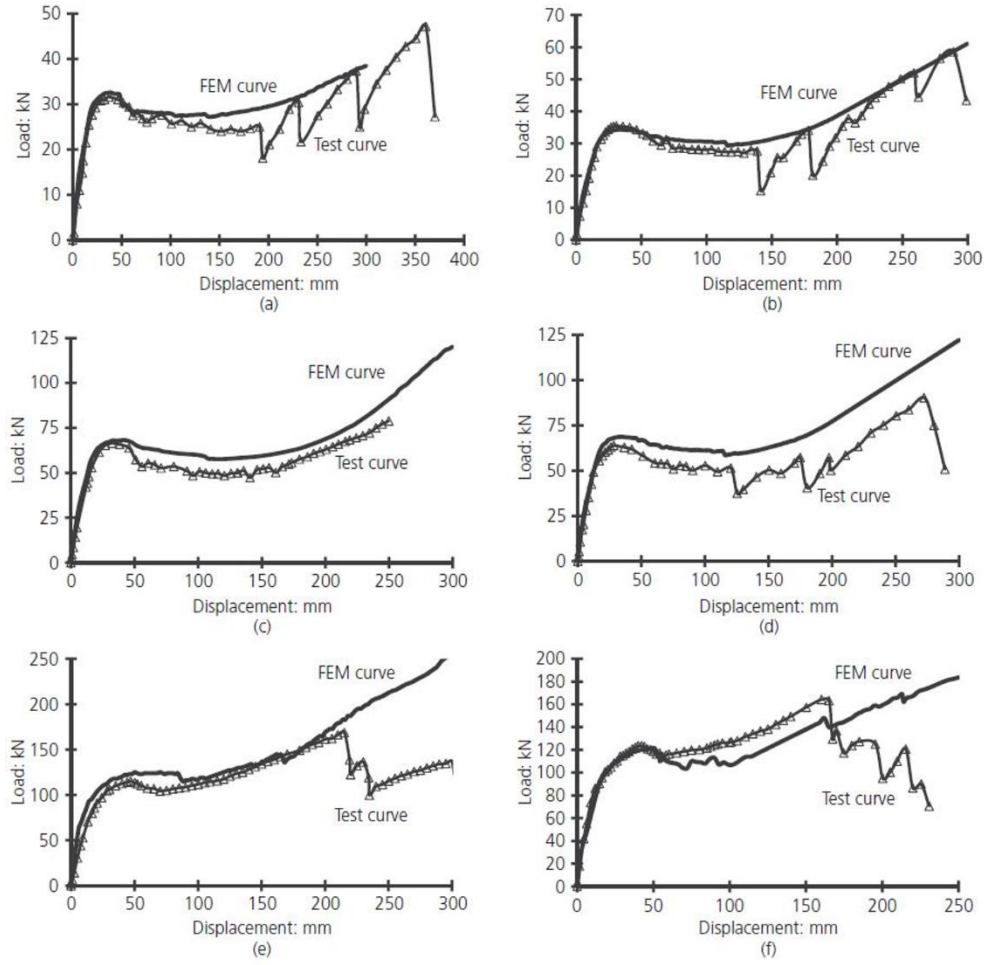 50
40
30
20
10
0
Load: kN
FEM curve
Test curve
0 50 100 150 200 250 300 350 400
Displacement: mm
(a)
70
60
50
40
30
20
10
0
Load: kN
FEM curve
Test curve
0 50 100 150 200 250 300
Displacement: mm
(b)
125
100
75
50
25
0
Load: kN
FEM curve
Test curve
0 50 100 150 200 250 300
Displacement: mm
(c)
125
100
75
50
25
0
Load: kN
FEM curve
Test curve
0 50 100 150 200 250 300
Displacement: mm
(d)
250
200
150
100
50
0
Load: kN
FEM curve
Test curve
0 50 100 150 200 250 300
Displacement: mm
(e)
200
180
160
140
120
100
80
60
40
20
0
Load: kN
FEM curve
Test curve
0 50 100 150 200 250
Displacement: mm
(f)